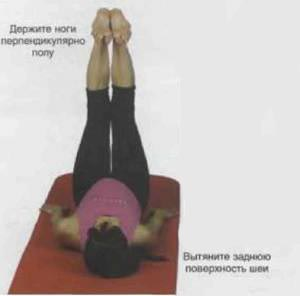 Держите ноги
перпендикулярно
полу
Вытяните заднюю
поверхность шеи